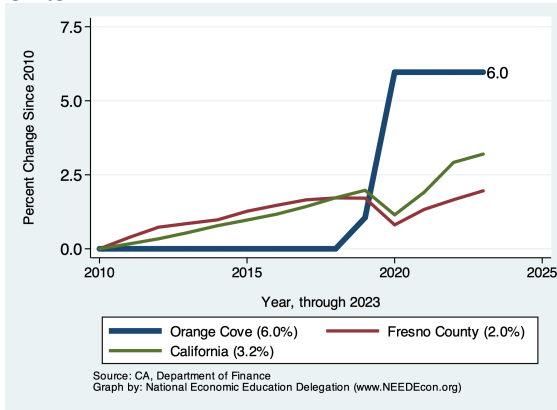 Percent Change Since 2010
7.5
5.0
2.5
0.0
6.0
2010
2015
2020
2025
Year, through 2023
Orange Cove (6.0%)
Fresno County (2.0%)
California (3.2%)
Source: CA, Department of Finance
Graph by: National Economic Education Delegation (www.NEEDEcon.org)